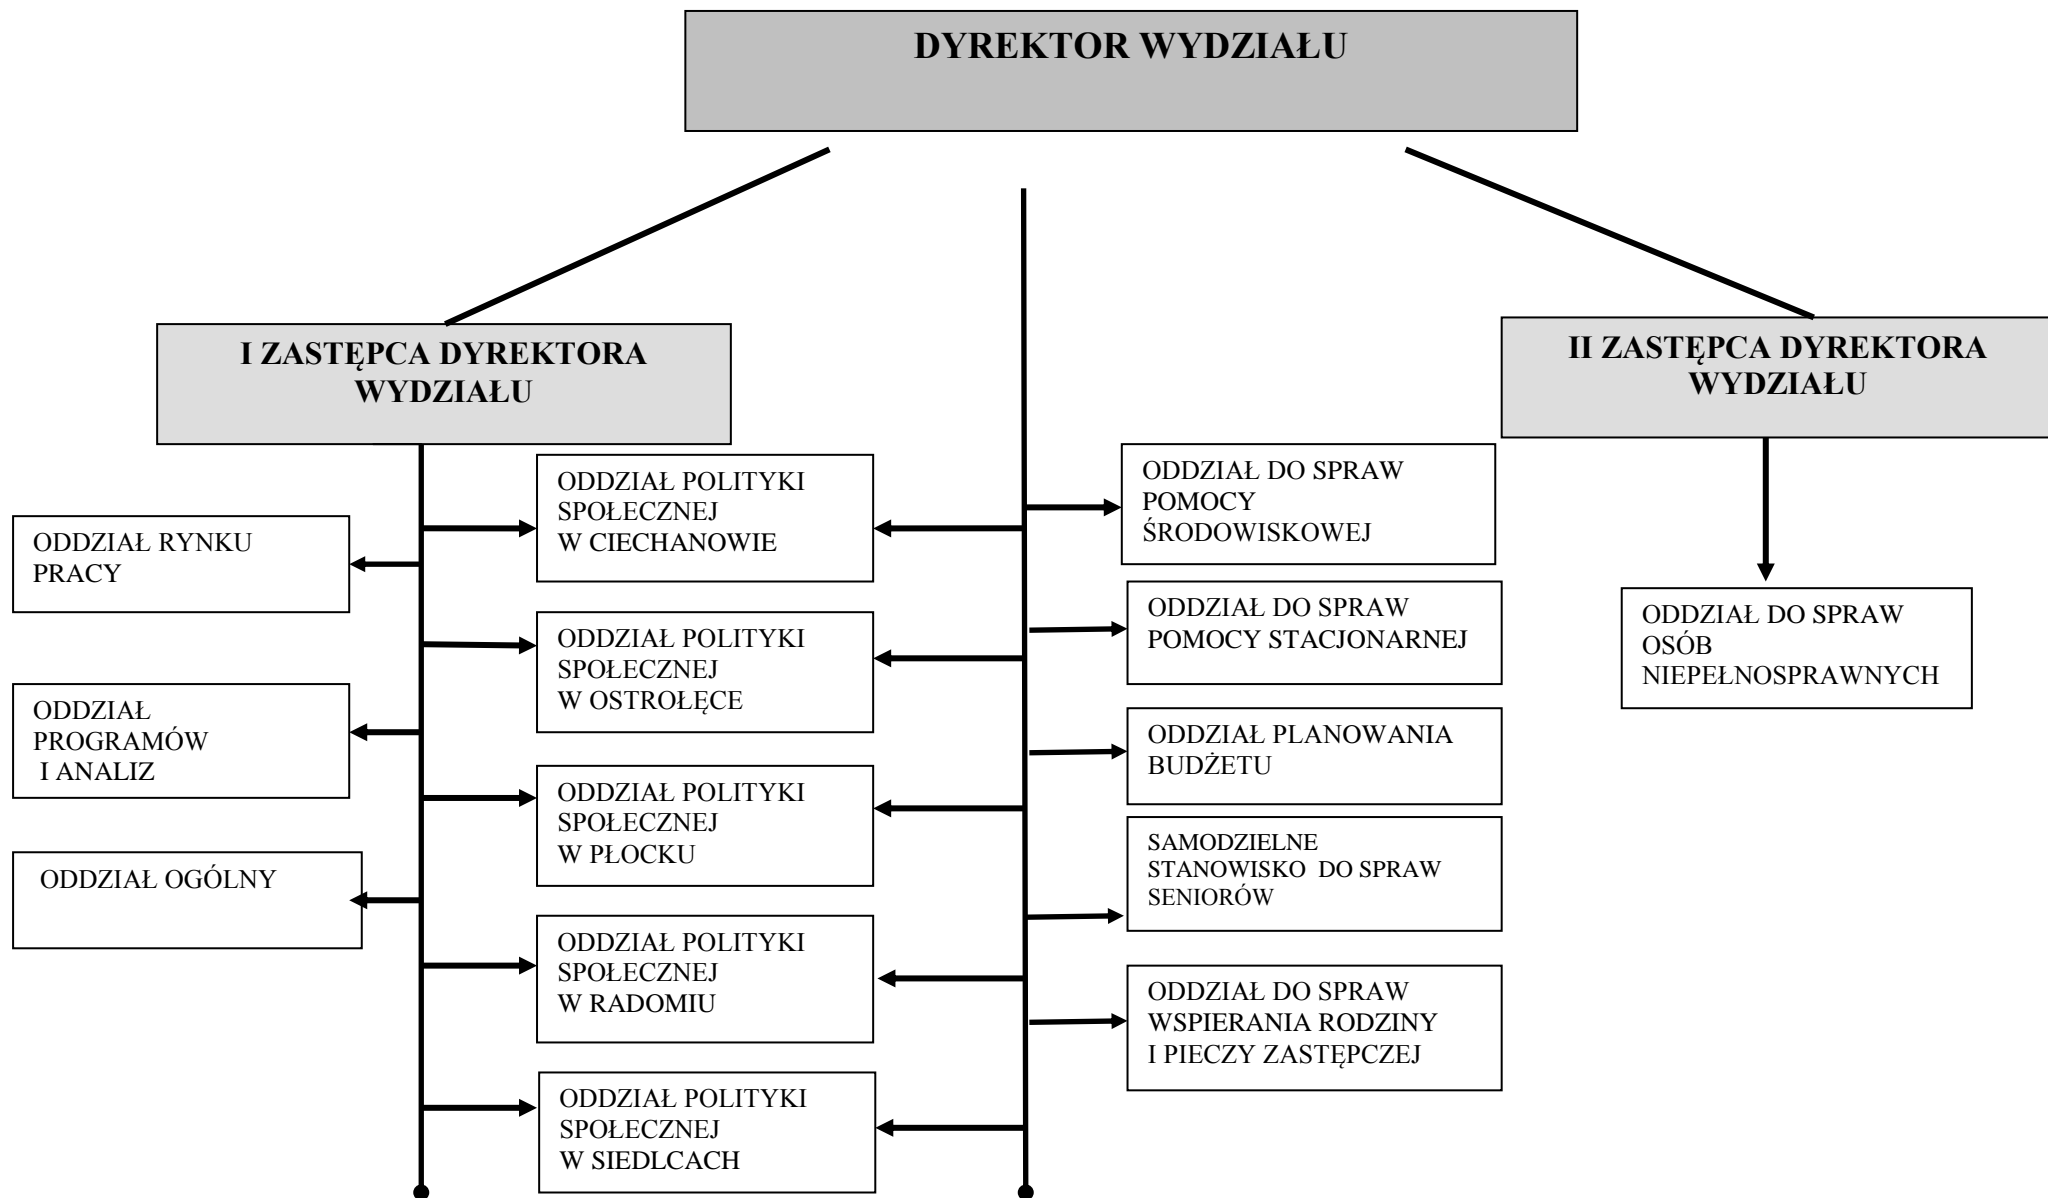 DYREKTOR WYDZIAŁU
I ZASTĘPCA DYREKTORA
WYDZIAŁU
II ZASTĘPCA DYREKTORA
WYDZIAŁU
ODDZIAŁ RYNKU
PRACY
ODDZIAŁ
PROGRAMÓW
I ANALIZ
ODDZIAŁ OGÓLNY
ODDZIAŁ POLITYKI
SPOŁECZNEJ
W CIECHANOWIE
ODDZIAŁ POLITYKI
SPOŁECZNEJ
W OSTROŁĘCE
ODDZIAŁ POLITYKI
SPOŁECZNEJ
W PŁOCKU
ODDZIAŁ POLITYKI
SPOŁECZNEJ
W RADOMIU
ODDZIAŁ POLITYKI
SPOŁECZNEJ
W SIEDLCACH
ODDZIAŁ DO SPRAW
POMOCY
ŚRODOWISKOWEJ
ODDZIAŁ DO SPRAW
POMOCY STACJONARNEJ
ODDZIAŁ PLANOWANIA
BUDŻETU
SAMODZIELNE
STANOWISKO DO SPRAW
SENIORÓW
ODDZIAŁ DO SPRAW
WSPIERANIA RODZINY
I PIECZY ZASTĘPCZEJ
ODDZIAŁ DO SPRAW
OSÓB
NIEPEŁNOSPRAWNYCH